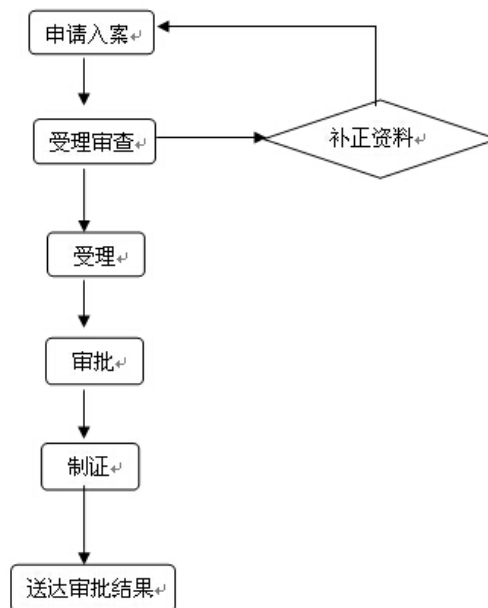 申请入案
受理审查
补正资料
受理
审批
制证
送达审批结果